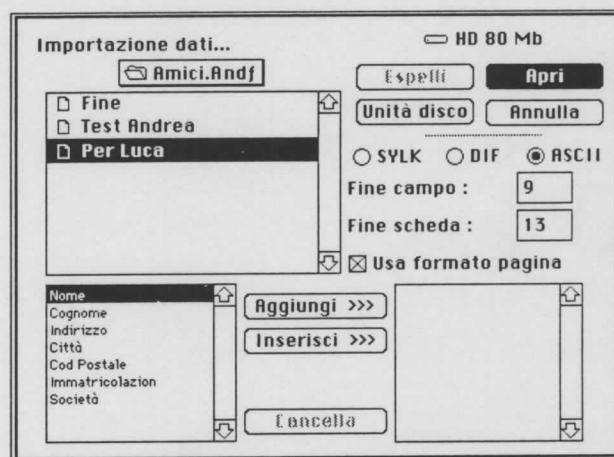 Importazione dati...
HD 80 Mb
Amici.Andƒ
Espelli
Apri
Unità disco
Annulla
Fine
Test Andrea
Per Luca
SYLK
DIF
ASCII
Fine campo :
9
Fine scheda :
13
Usa formato pagina
Nome
Cognome
Indirizzo
Città
Cod Postale
Immatricolazion
Società
Aggiungi >>>
Inserisci >>>
Cancella